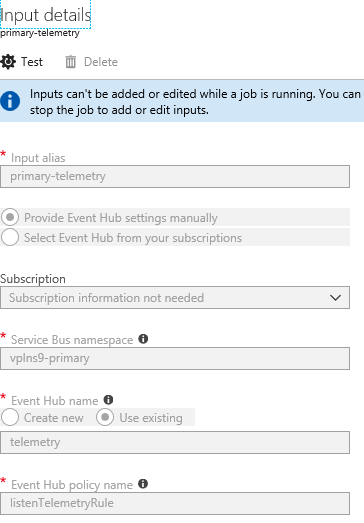 Input details
primary-telemetry
Test Delete
Inputs can't be added or edited while a job is running. You can
stop the job to add or edit inputs.
* Input alias
primary-telemetry
Provide Event Hub settings manually
Select Event Hub from your subscriptions
Subscription
Subscription information not needed
* Service Bus namespace
vplns9-primary
* Event Hub name
Create new Use existing
telemetry
* Event Hub policy name
listenTelemetryRule